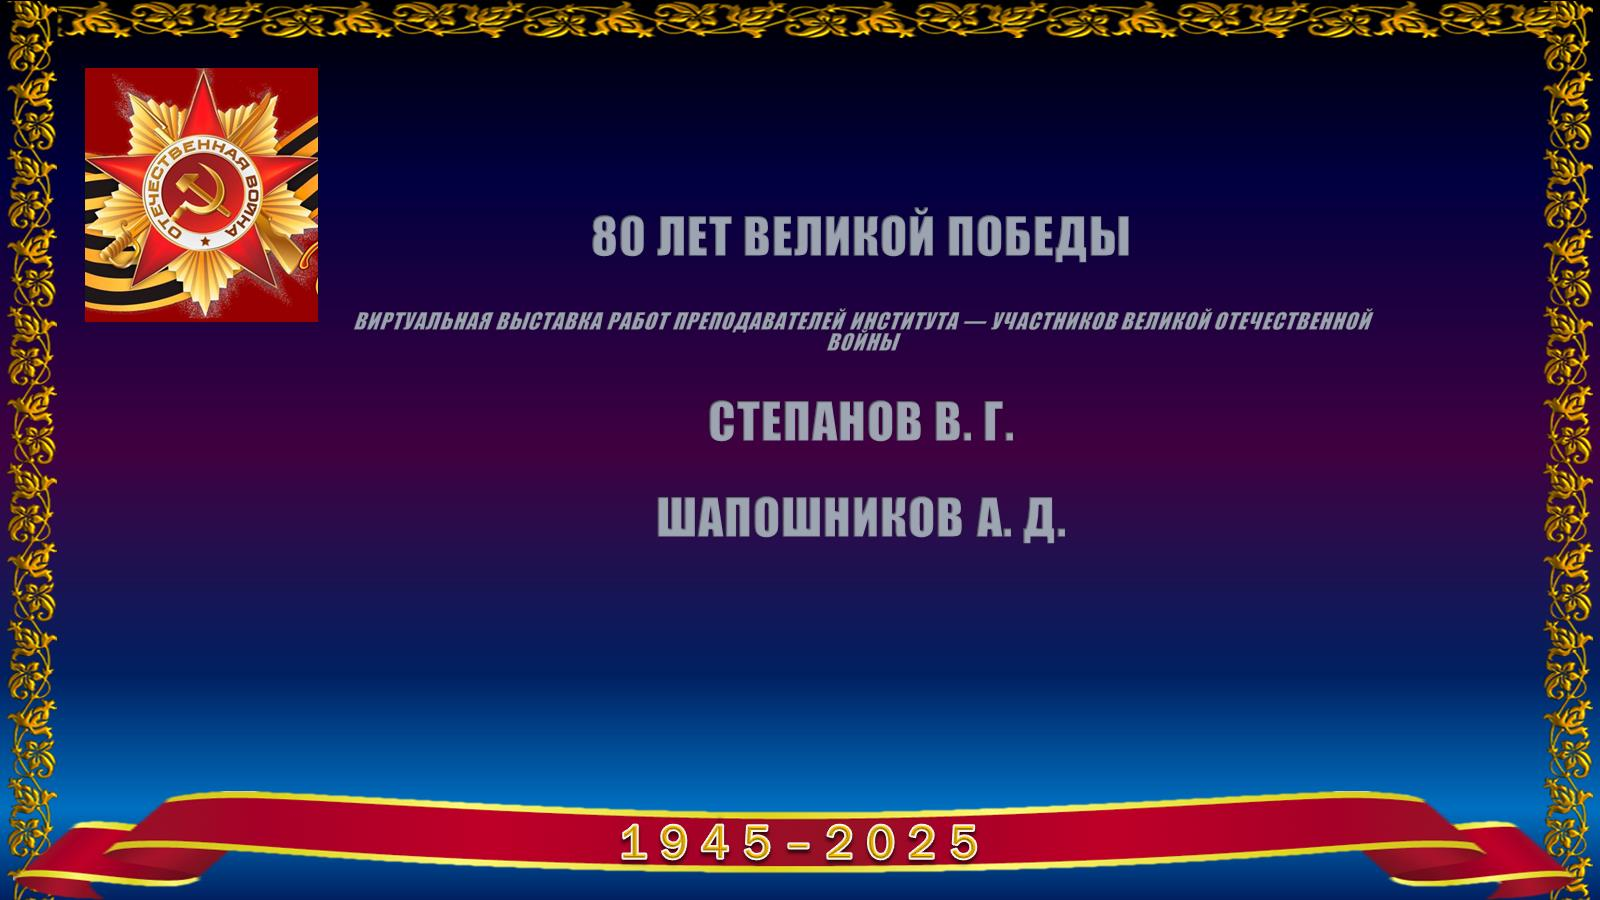 ОТЕЧЕСТВЕННАЯ ВОЙНА
80 ЛЕТ ВЕЛИКОЙ ПОБЕДЫ
ВИРТУАЛЬНАЯ ВЫСТАВКА РАБОТ ПРЕПОДАВАТЕЛЕЙ ИНСТИТУТА — УЧАСТНИКОВ ВЕЛИКОЙ ОТЕЧЕСТВЕННОЙ
ВОЙНЫ
СТЕПАНОВ В. Г.
ШАПОШНИКОВ А. Д.
1945–2025